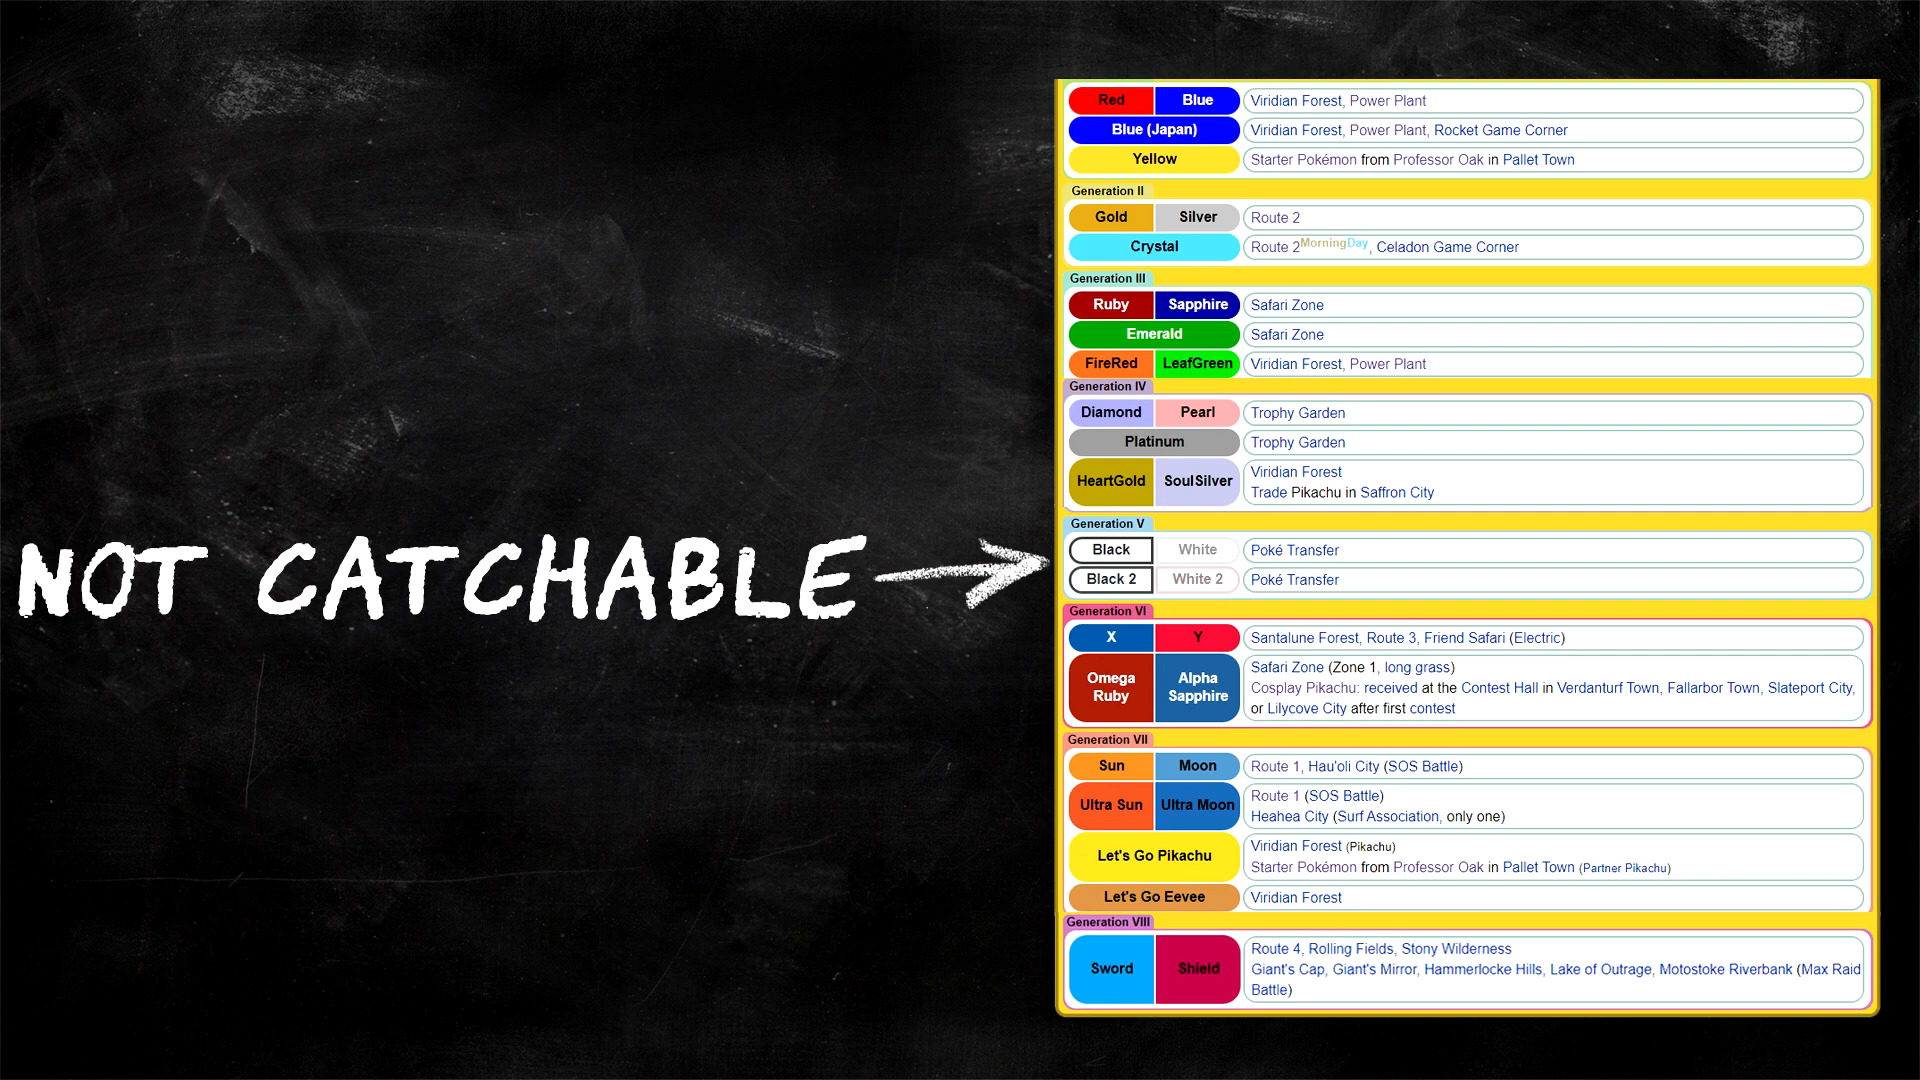 NOT CATCHABLE
Red Blue Viridian Forest, Power Plant
Blue (Japan) Viridian Forest, Power Plant, Rocket Game Corner
Yellow Starter Pokémon from Professor Oak in Pallet Town
Generation II
Gold Silver Route 2
Crystal Route 2 MorningDay, Celadon Game Corner
Generation III
Ruby Sapphire Safari Zone
Emerald Safari Zone
FireRed LeafGreen Viridian Forest, Power Plant
Generation IV
Diamond Pearl Trophy Garden
Platinum Trophy Garden
HeartGold SoulSilver Viridian Forest
Trade Pikachu in Saffron City
Generation V
Black White Poké Transfer
Black 2 White 2 Poké Transfer
Generation VI
X Y Santalune Forest, Route 3, Friend Safari (Electric)
Omega Ruby Alpha Sapphire Safari Zone (Zone 1, long grass)
Cosplay Pikachu: received at the Contest Hall in Verdanturf Town, Fallarbor Town, Slateport City,
or Lilycove City after first contest
Generation VII
Sun Moon Route 1, Hau'oli City (SOS Battle)
Ultra Sun Ultra Moon Route 1 (SOS Battle)
Heahea City (Surf Association, only one)
Let's Go Pikachu Viridian Forest (Pikachu)
Starter Pokémon from Professor Oak in Pallet Town (Partner Pikachu)
Let's Go Eevee Viridian Forest
Generation VIII
Sword Shield Route 4, Rolling Fields, Stony Wilderness
Giant's Cap, Giant's Mirror, Hammerlocke Hills, Lake of Outrage, Motostoke Riverbank (Max Raid
Battle)